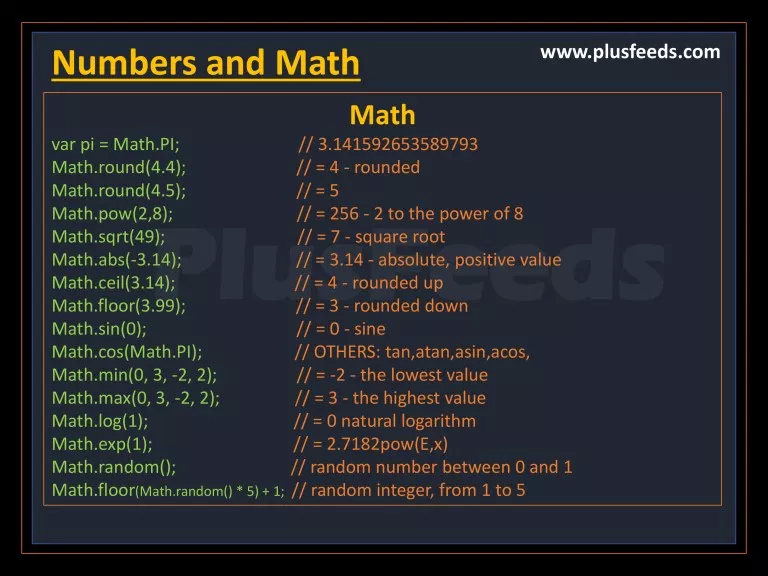 Numbers and Math
www.plusfeeds.com
Math
var pi = Math.PI; // 3.141592653589793
Math.round(4.4); // = 4 - rounded
Math.round(4.5); // = 5
Math.pow(2,8); // = 256 - 2 to the power of 8
Math.sqrt(49); // = 7 - square root
Math.abs(-3.14); // = 3.14 - absolute, positive value
Math.ceil(3.14); // = 4 - rounded up
Math.floor(3.99); // = 3 - rounded down
Math.sin(0); // = 0 - sine
Math.cos(Math.PI); // OTHERS: tan,atan,asin,acos,
Math.min(0, 3, -2, 2); // = -2 - the lowest value
Math.max(0, 3, -2, 2); // = 3 - the highest value
Math.log(1); // = 0 natural logarithm
Math.exp(1); // = 2.7182pow(E,x)
Math.random(); // random number between 0 and 1
Math.floor(Math.random() * 5) + 1; // random integer, from 1 to 5
PlusFeeds